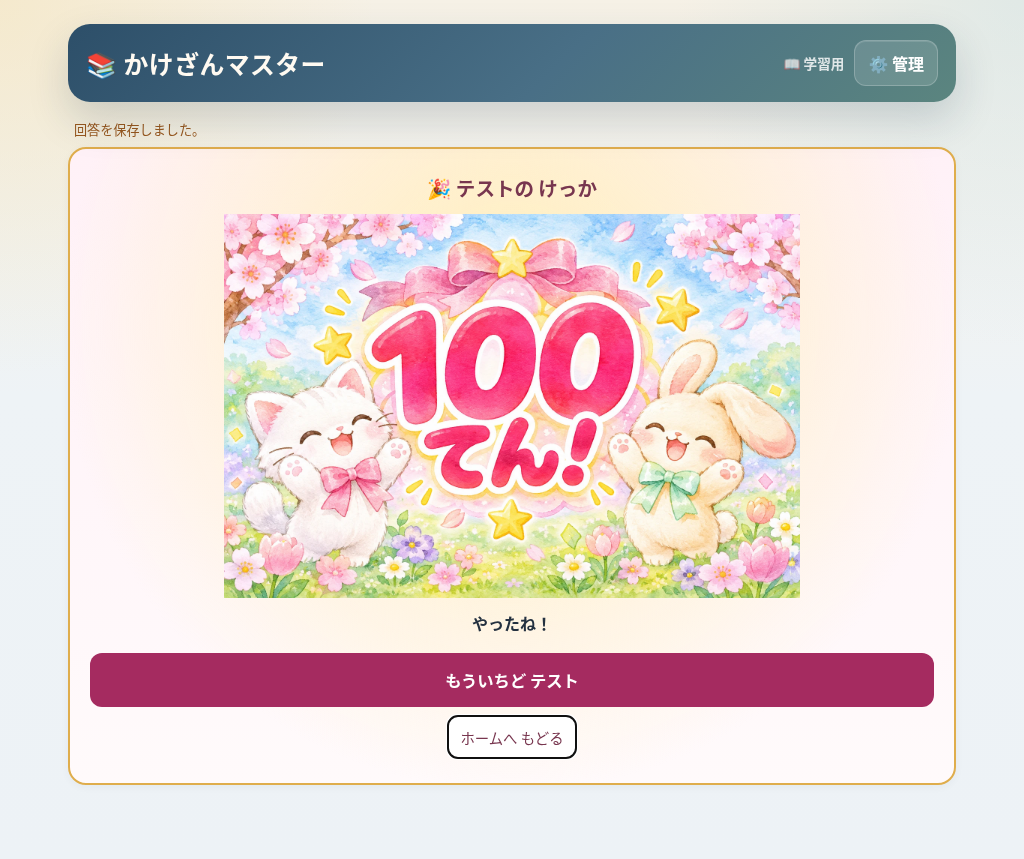 📚 かけざんマスター
📖 学習用
⚙️ 管理
回答を保存しました。
🎉 テストの けっか
100
てん!
やったね！
もういちど テスト
ホームへ もどる